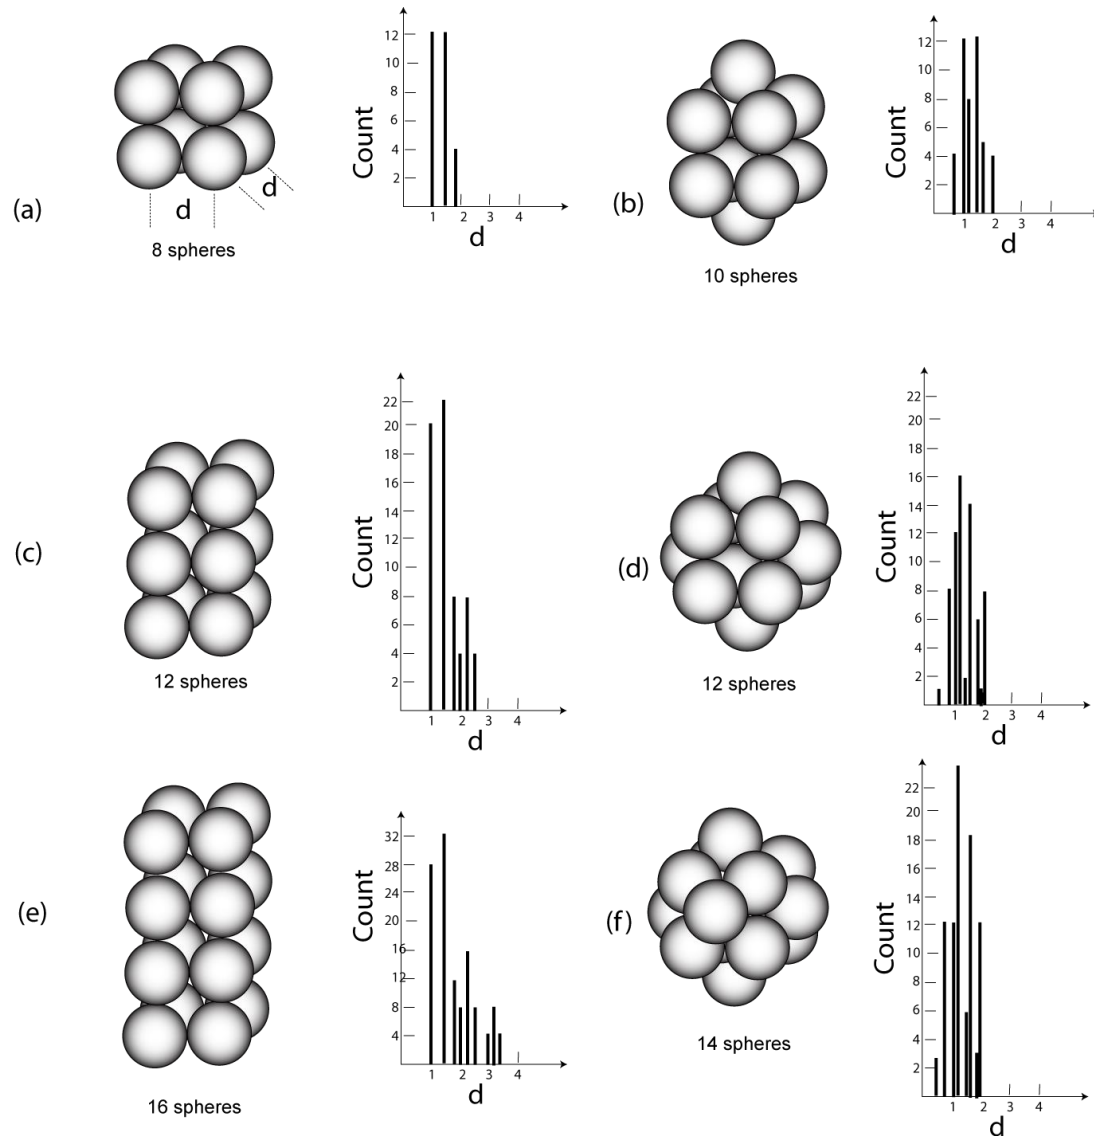 12
10
8
6
4
2
Count
1 2 3 4
d
d
d
(a)
8 spheres
12
10
8
6
4
2
Count
1 2 3 4
d
(b)
10 spheres
22
20
18
16
14
12
10
8
6
4
2
Count
1 2 3 4
d
(c)
12 spheres
22
20
18
16
14
12
10
8
6
4
2
Count
1 2 3 4
d
(d)
12 spheres
32
28
24
20
16
12
8
4
Count
1 2 3 4
d
(e)
16 spheres
22
20
18
16
14
12
10
8
6
4
2
Count
1 2 3 4
d
(f)
14 spheres